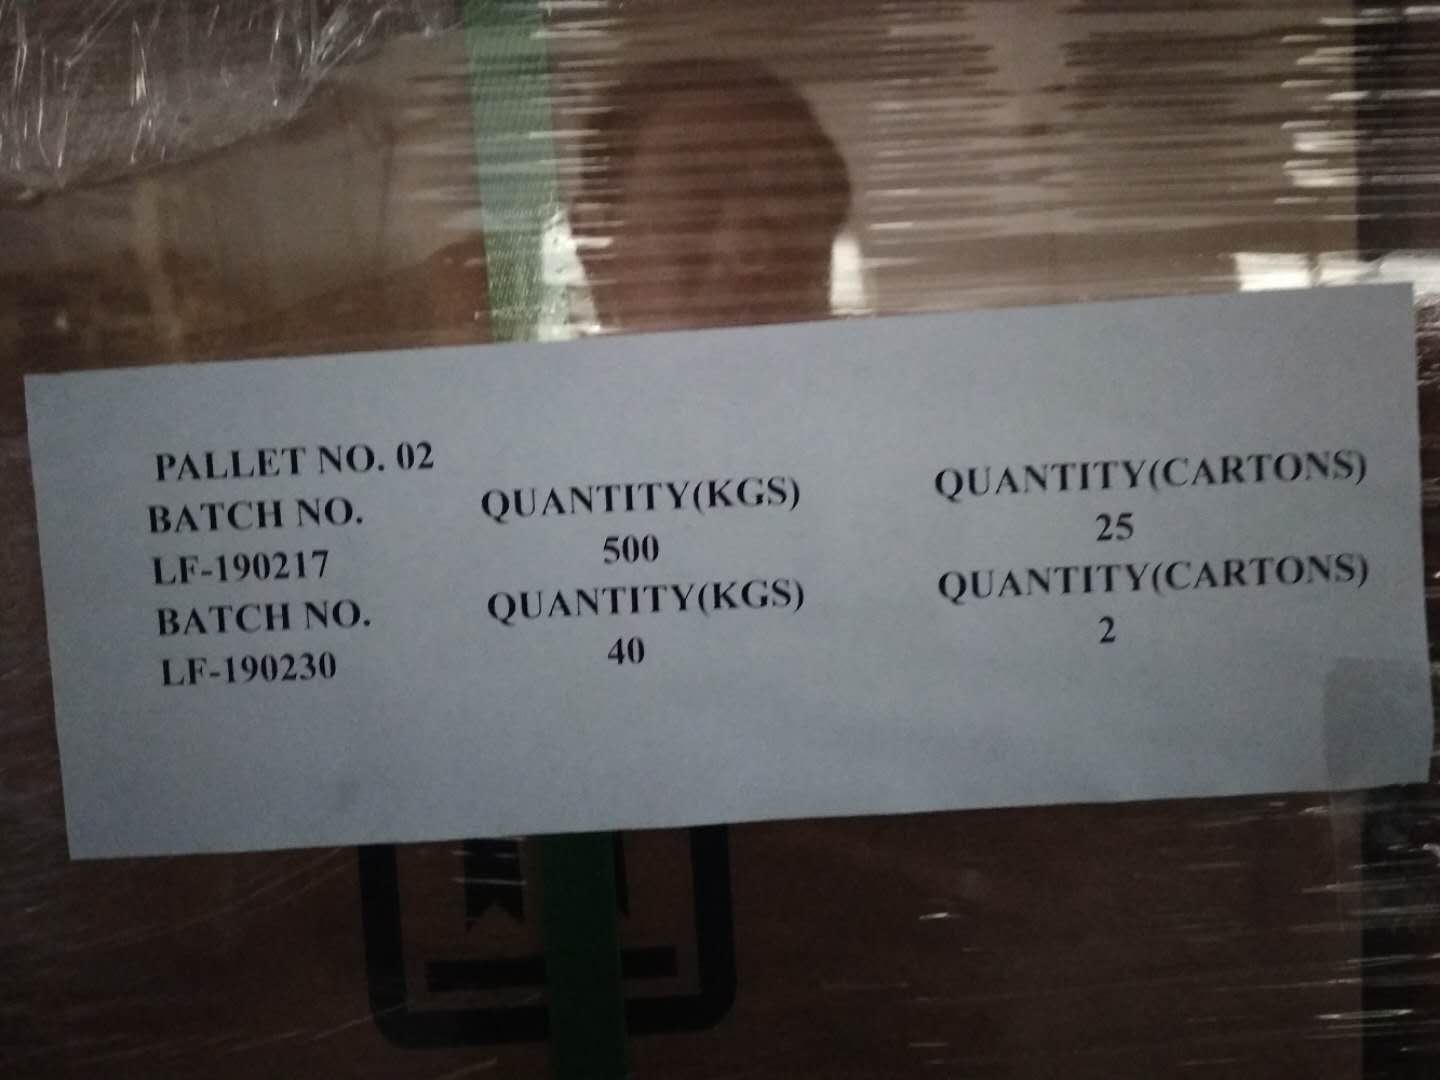 PALLET NO. 02
BATCH NO. QUANTITY(KGS) QUANTITY(CARTONS)
LF-190217 500 25
BATCH NO. QUANTITY(KGS) QUANTITY(CARTONS)
LF-190230 40 2